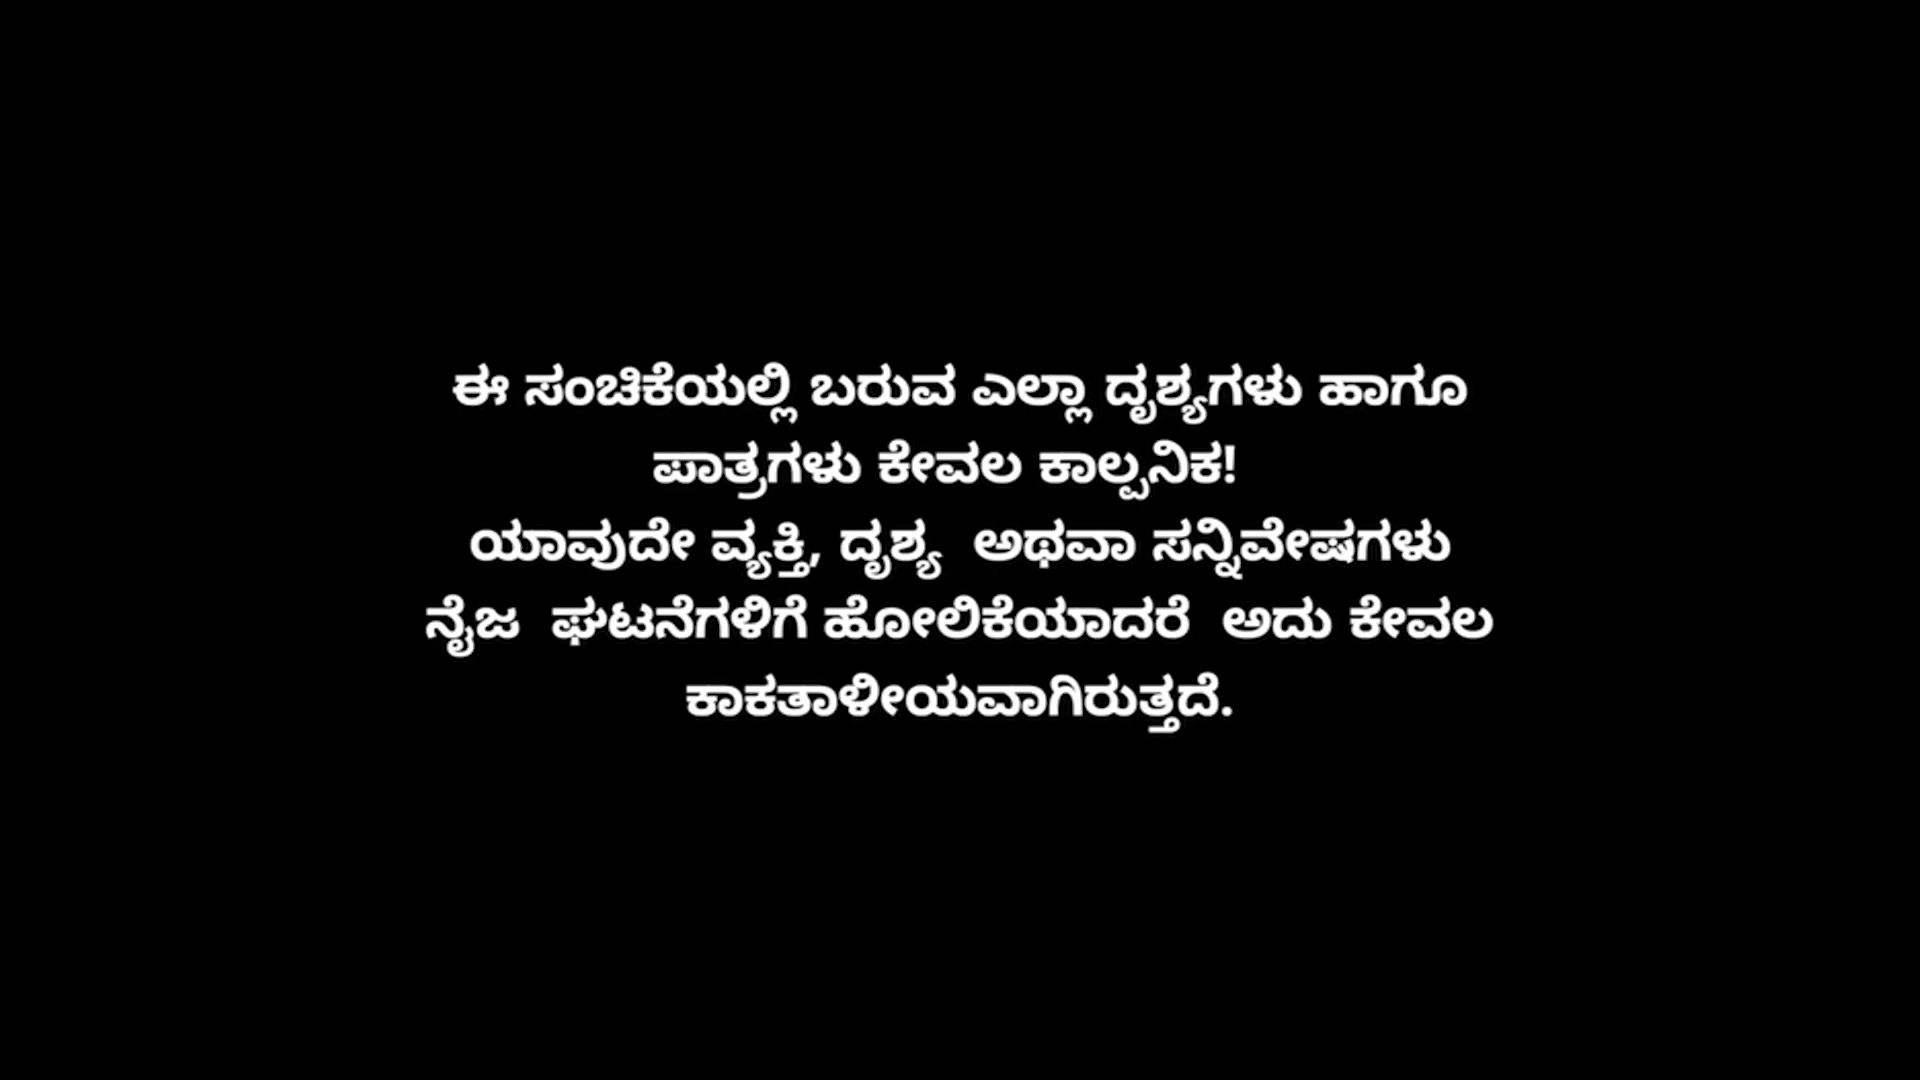 ಈ ಸಂಚಿಕೆಯಲ್ಲಿ ಬರುವ ಎಲ್ಲಾ ದೃಶ್ಯಗಳು ಹಾಗೂ
ಪಾತ್ರಗಳು ಕೇವಲ ಕಾಲ್ಪನಿಕ!
ಯಾವುದೇ ವ್ಯಕ್ತಿ, ದೃಶ್ಯ ಅಥವಾ ಸನ್ನಿವೇಷಗಳು
ನೈಜ ಘಟನೆಗಳಿಗೆ ಹೋಲಿಕೆಯಾದರೆ ಅದು ಕೇವಲ
ಕಾಕತಾಳೀಯವಾಗಿರುತ್ತದೆ.